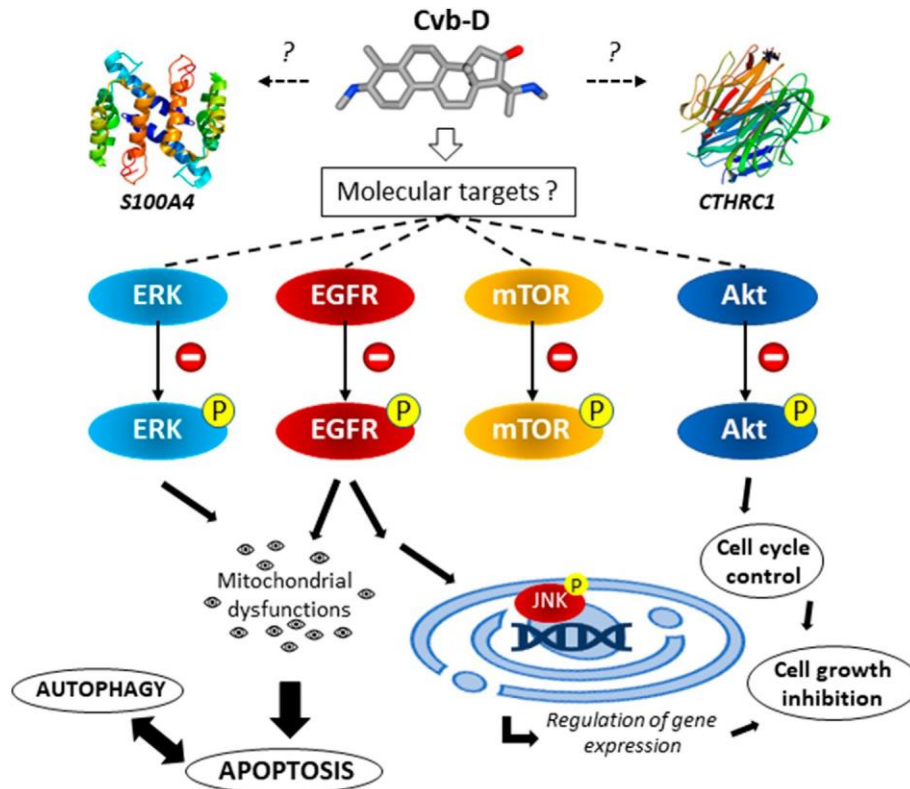 Cvb-D
?
?
S100A4
CTHRC1
Molecular targets ?
ERK
EGFR
mTOR
Akt
P
P
P
P
ERK
EGFR
mTOR
Akt
Cell cycle
control
Mitochondrial
dysfunctions
P
JNK
Cell growth
inhibition
AUTOPHAGY
Regulation of gene
expression
APOPTOSIS